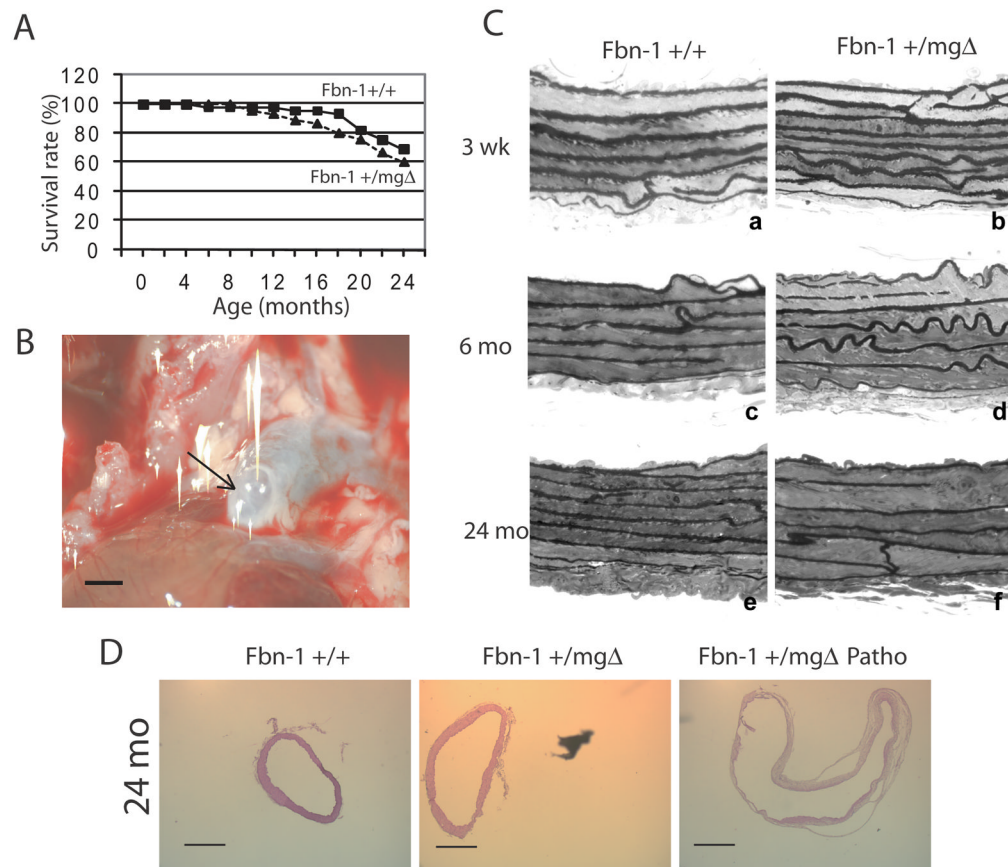 A
Survival rate (%)
120
100
80
60
40
20
0
Fbn-1+/+
Fbn-1 +/mgΔ
0 4 8 12 16 20 24
Age (months)
B
C
Fbn-1 +/+ Fbn-1 +/mgΔ
3 wk
a b
6 mo
c d
24 mo
e f
D
Fbn-1 +/+ Fbn-1 +/mgΔ Fbn-1 +/mgΔ Patho
24 mo